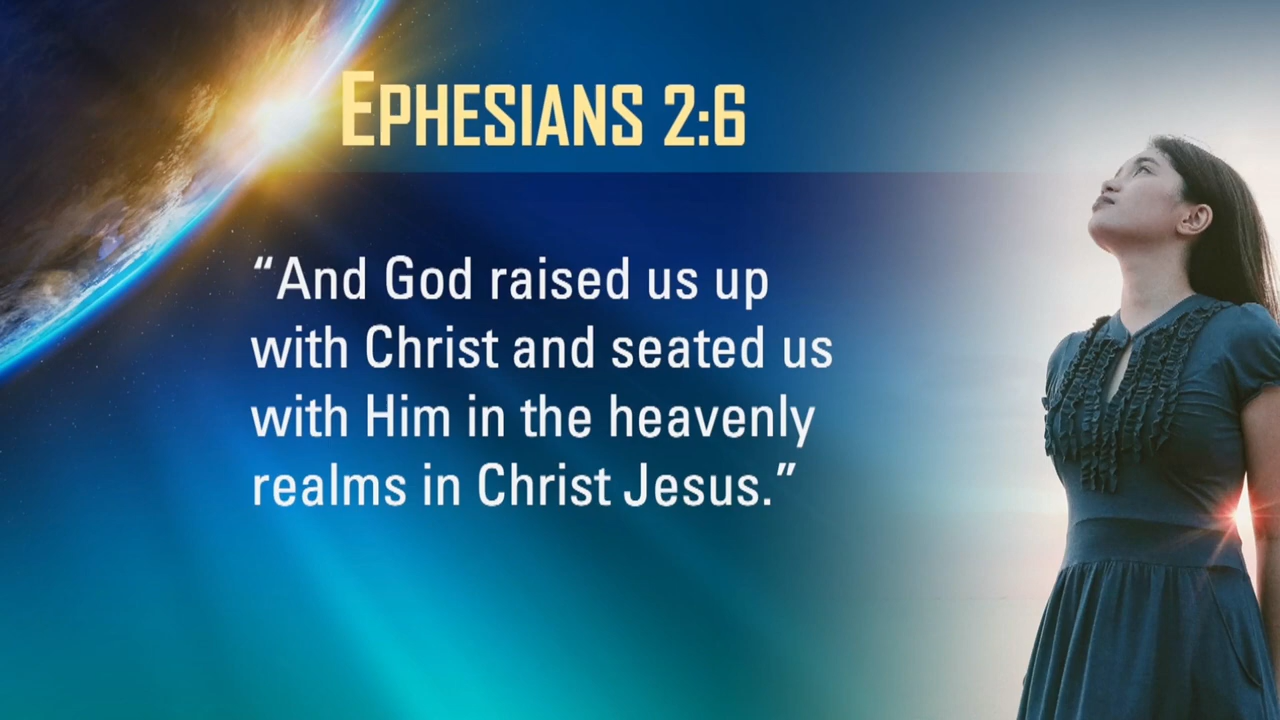 EPHESIANS 2:6
“And God raised us up
with Christ and seated us
with Him in the heavenly
realms in Christ Jesus.”